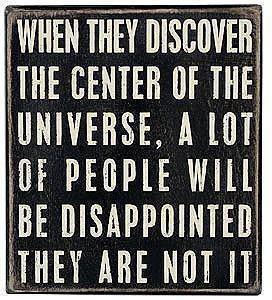 WHEN THEY DISCOVER
THE CENTER OF THE
UNIVERSE, A LOT
OF PEOPLE WILL
BE DISAPPOINTED
THEY ARE NOT IT